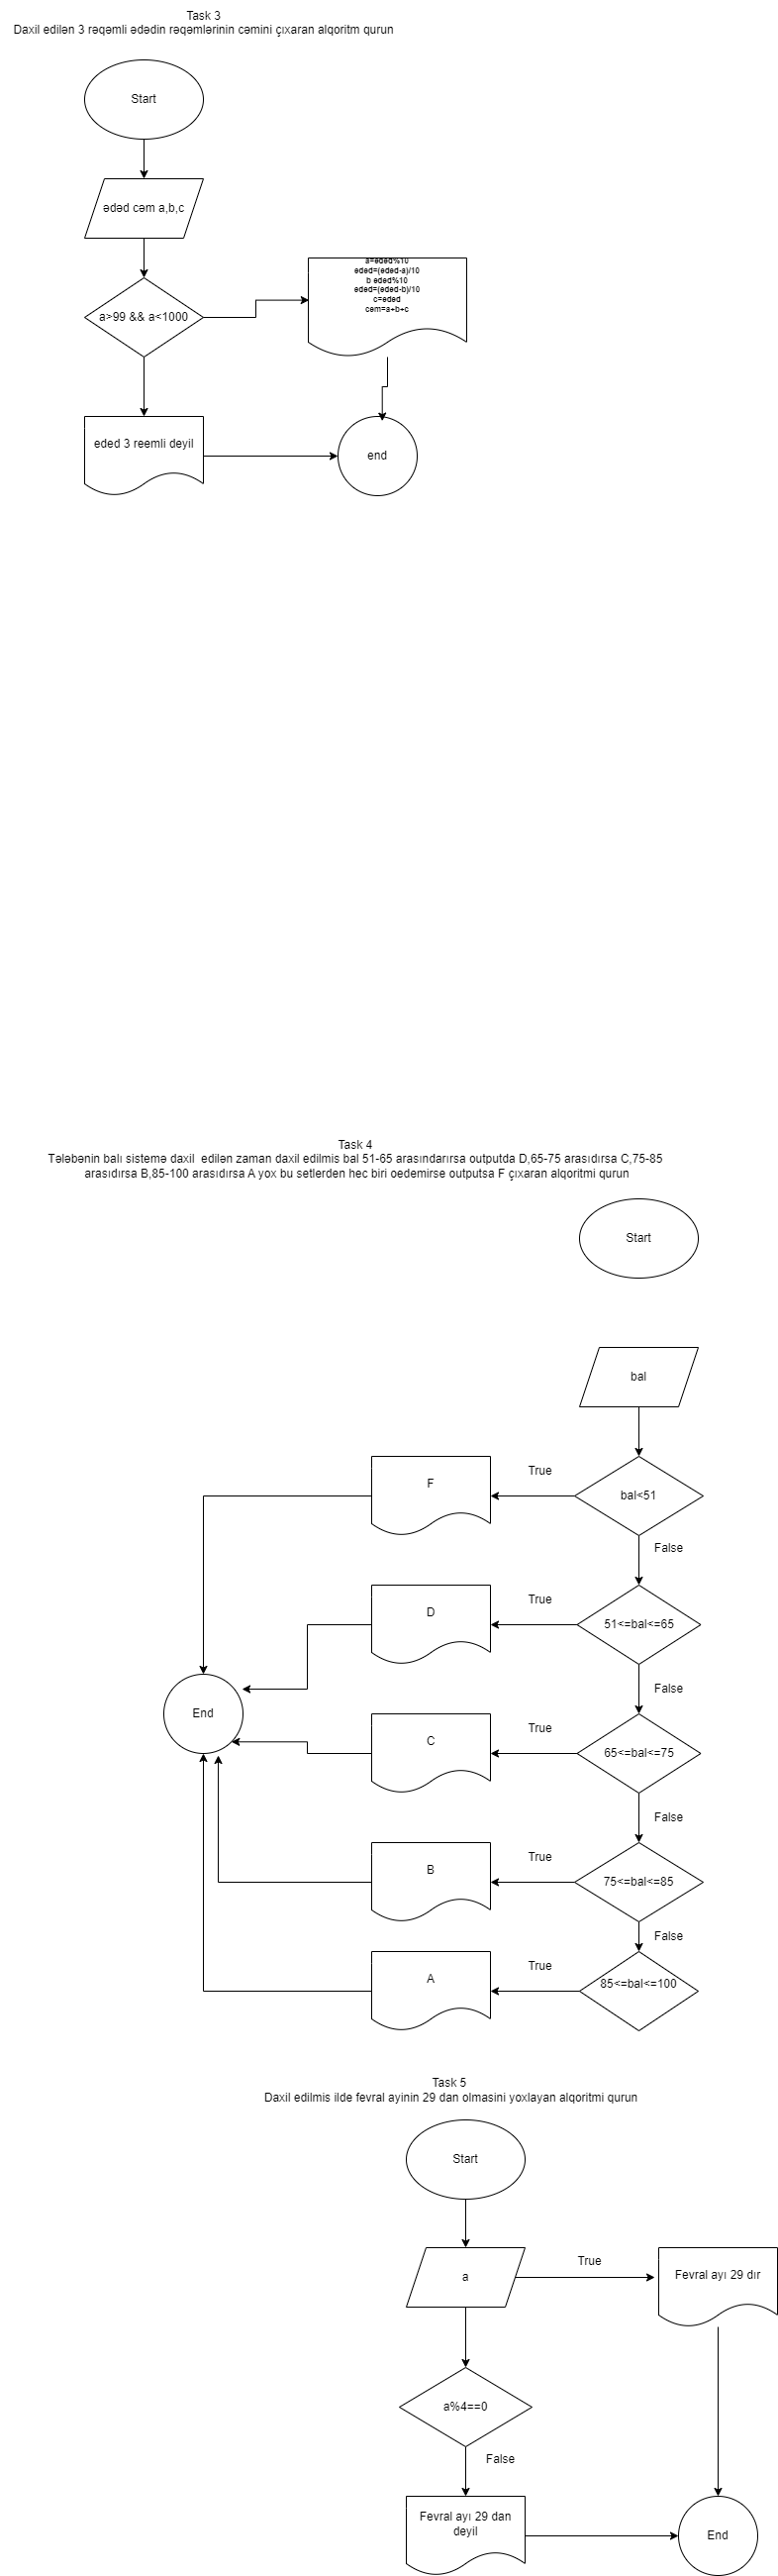 Task 3
Daxil edilən 3 rəqəmli ədədin rəqəmlərinin cəmini çıxaran alqoritm qurun
Start
ədəd cəm a,b,c
a>99 && a<1000
a=eded%10
eded=(eded-a)/10
b eded%10
eded=(eded-b)/10
c=eded
cəm=a+b+c
eded 3 reemli deyil
end
Task 4
Tələbənin balı sistemə daxil  edilən zaman daxil edilmis bal 51-65 arasındarırsa outputda D,65-75 arasıdırsa C,75-85
arasıdırsa B,85-100 arasıdırsa A yox bu setlerden hec biri oedemirse outputsa F çıxaran alqoritmi qurun
Start
bal
F
True
bal<51
False
D
True
51<=bal<=65
False
End
C
True
65<=bal<=75
False
B
True
75<=bal<=85
False
A
True
85<=bal<=100
Task 5
Daxil edilmis ilde fevral ayinin 29 dan olmasini yoxlayan alqoritmi qurun
Start
a
True
Fevral ayı 29 dır
a%4==0
False
Fevral ayı 29 dan
deyil
End